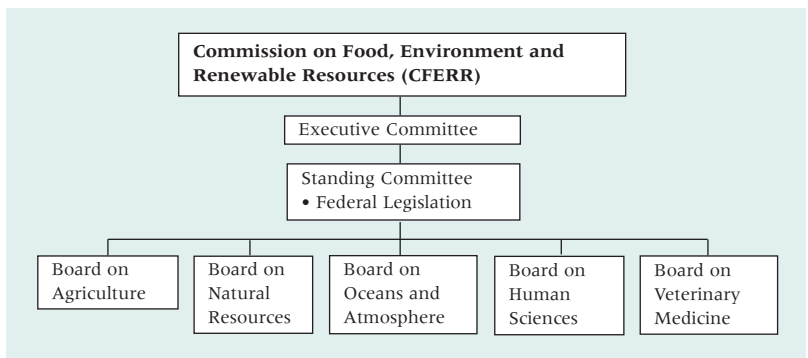 Commission on Food, Environment and
Renewable Resources (CFERR)
Executive Committee
Standing Committee
• Federal Legislation
Board on
Agriculture
Board on
Natural
Resources
Board on
Oceans and
Atmosphere
Board on
Human
Sciences
Board on
Veterinary
Medicine